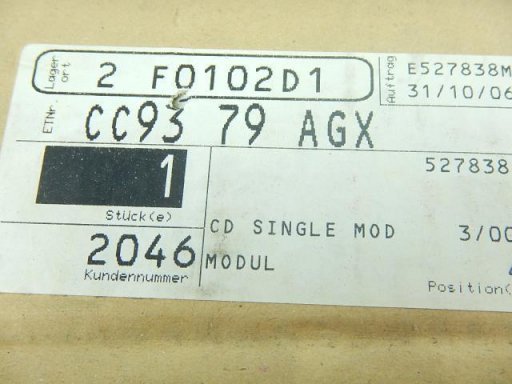 Lager
ort
2 F0102D1
Auftrag
E527838M
31/10/06
ETNr.
CC93 79 AGX
1
Stück(e)
527838
CD SINGLE MOD
3/00
2046
MODUL
Kundennummer
Position(